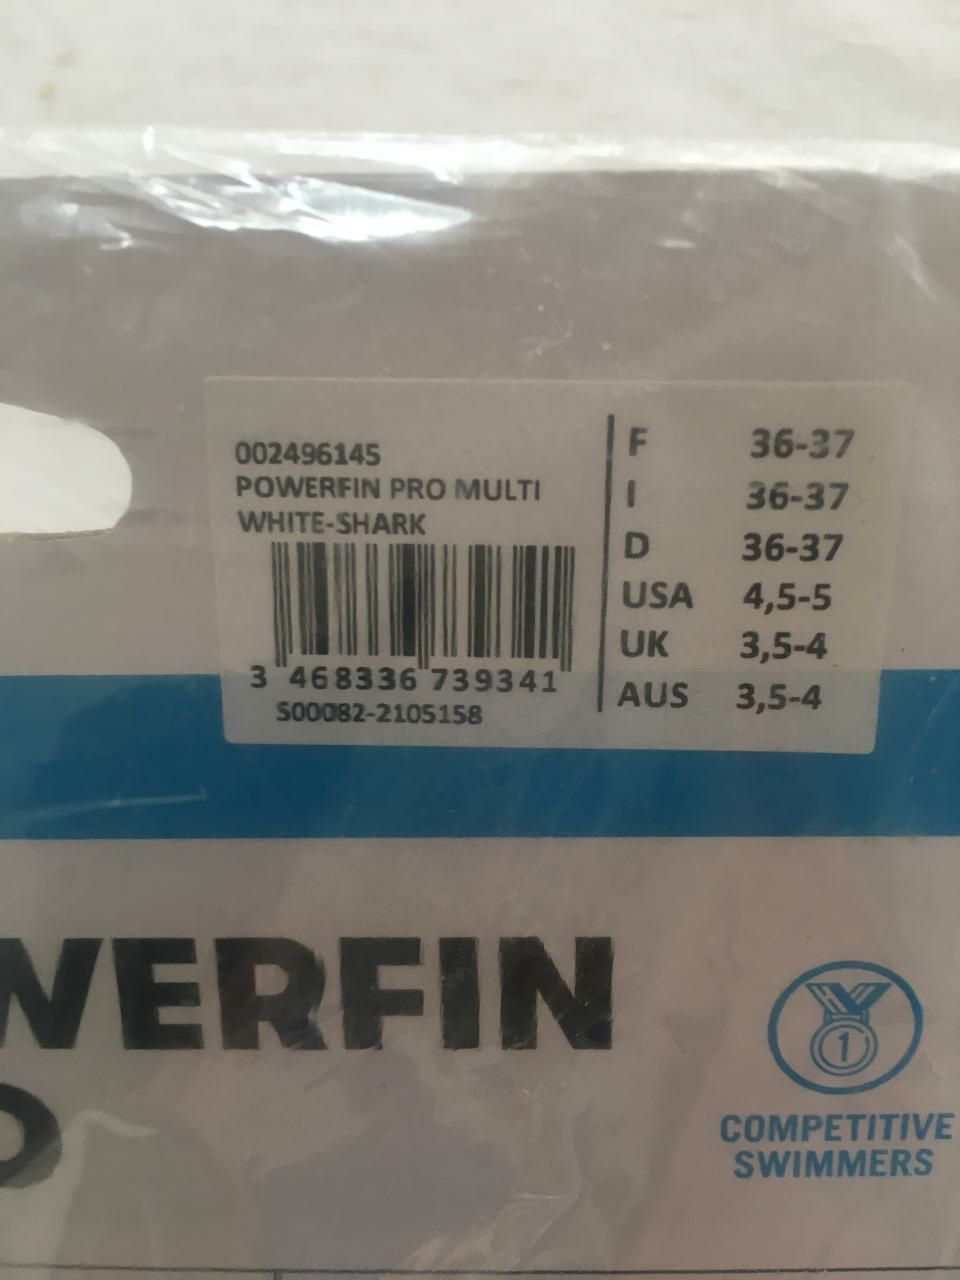 002496145
POWERFIN PRO MULTI
WHITE-SHARK
3 468336 739341
S00082-2105158
F 36-37
I 36-37
D 36-37
USA 4,5-5
UK 3,5-4
AUS 3,5-4
WERFIN
O
1
COMPETITIVE
SWIMMERS